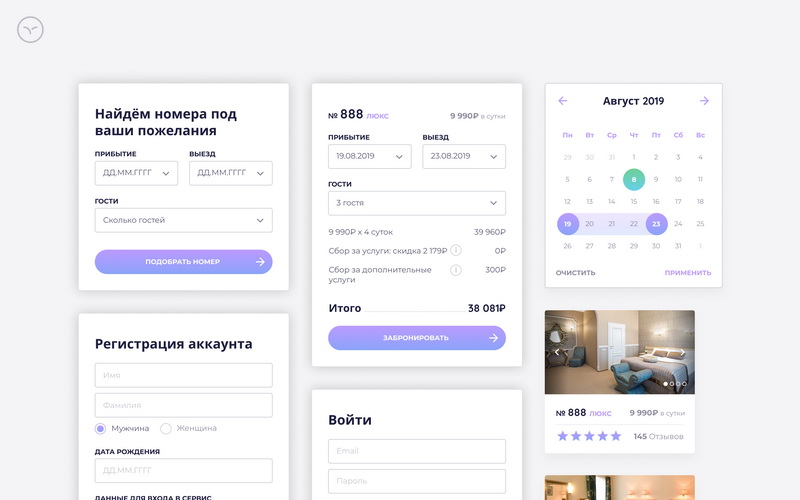 Найдём номера под
ваши пожелания
ПРИБЫТИЕ
ВЫЕЗД
ДД.ММ.ГГГГ
ДД.ММ.ГГГГ
ГОСТИ
Сколько гостей
ПОДОБРАТЬ НОМЕР
Регистрация аккаунта
Имя
Фамилия
Мужчина
Женщина
ДАТА РОЖДЕНИЯ
ДД.ММ.ГГГГ
ДАННЫЕ ДЛЯ ВХОДА В СЕРВИС
№ 888 ЛЮКС
9 990₽ в сутки
ПРИБЫТИЕ
ВЫЕЗД
19.08.2019
23.08.2019
ГОСТИ
3 гостя
9 990₽ х 4 суток
39 960₽
Сбор за услуги: скидка 2 179₽
0₽
Сбор за дополнительные
услуги
300₽
Итого
38 081₽
ЗАБРОНИРОВАТЬ
Войти
Email
Пароль
Август 2019
Пн Вт Ср Чт Пт Сб Вс
29 30 31 1 2 3 4
5 6 7 8 9 10 11
12 13 14 15 16 17 18
19 20 21 22 23 24 25
26 27 28 29 30 31 1
ОЧИСТИТЬ
ПРИМЕНИТЬ
№ 888 ЛЮКС
9 990₽ в сутки
145 Отзывов